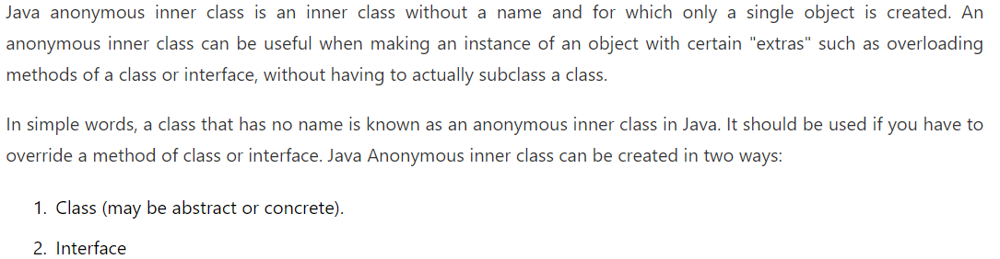 Java anonymous inner class is an inner class without a name and for which only a single object is created. An
anonymous inner class can be useful when making an instance of an object with certain "extras" such as overloading
methods of a class or interface, without having to actually subclass a class.
In simple words, a class that has no name is known as an anonymous inner class in Java. It should be used if you have to
override a method of class or interface. Java Anonymous inner class can be created in two ways:
1. Class (may be abstract or concrete).
2. Interface